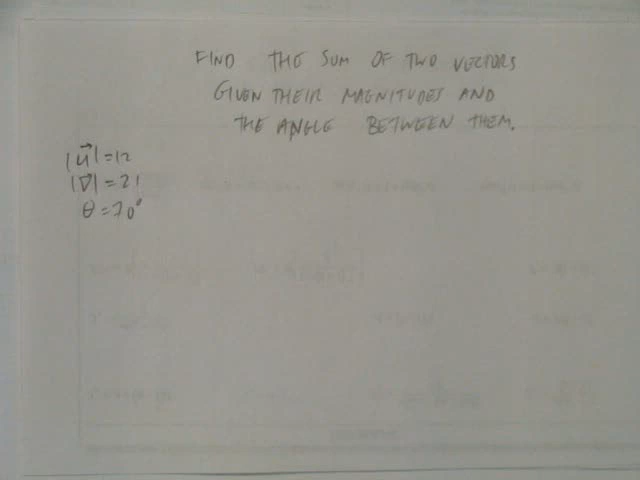 FIND THE SUM OF TWO VECTORS
GIVEN THEIR MAGNITUDES AND
THE ANGLE BETWEEN THEM.
|u⃗| = 12
|v⃗| = 21
θ = 70°